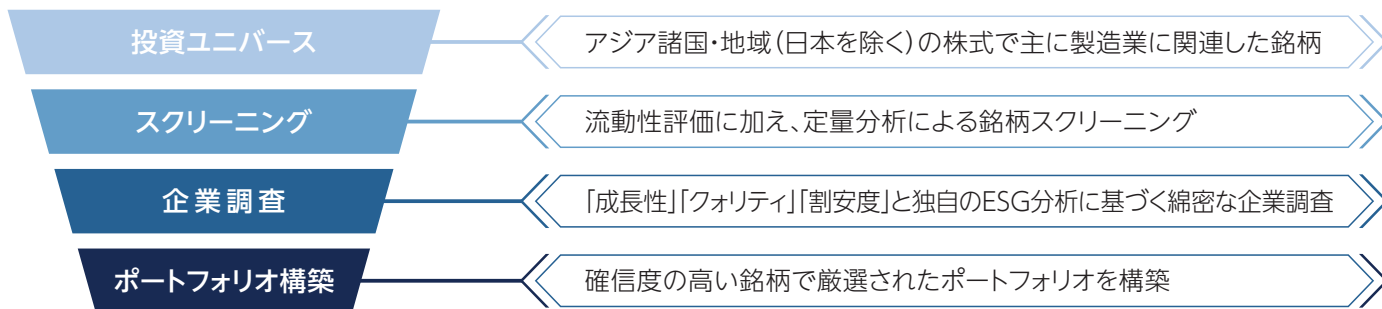 投資ユニバース
アジア諸国・地域(日本を除く)の株式で主に製造業に関連した銘柄
スクリーニング
流動性評価に加え、定量分析による銘柄スクリーニング
企業調査
「成長性」「クォリティ」「割安度」と独自のESG分析に基づく綿密な企業調査
ポートフォリオ構築
確信度の高い銘柄で厳選されたポートフォリオを構築